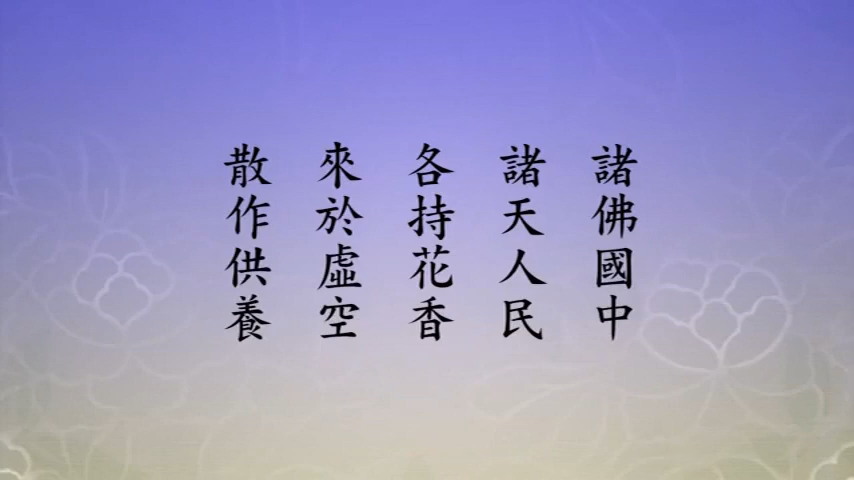 諸佛國中
諸天人民
各持花香
來於虛空
散作供養